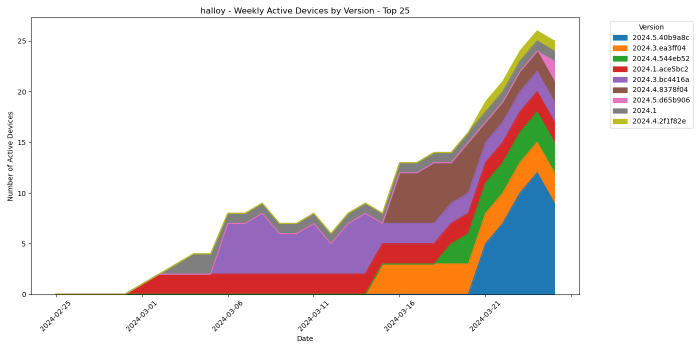 halloy - Weekly Active Devices by Version - Top 25
Number of Active Devices
25
20
15
10
5
0
2024-02-25
2024-03-01
2024-03-06
2024-03-11
2024-03-16
2024-03-21
Date
Version
2024.5.40b9a8c
2024.3.ea3ff04
2024.4.544eb52
2024.1.ace5bc2
2024.3.bc4416a
2024.4.8378f04
2024.5.d65b906
2024.1
2024.4.2f1f82e